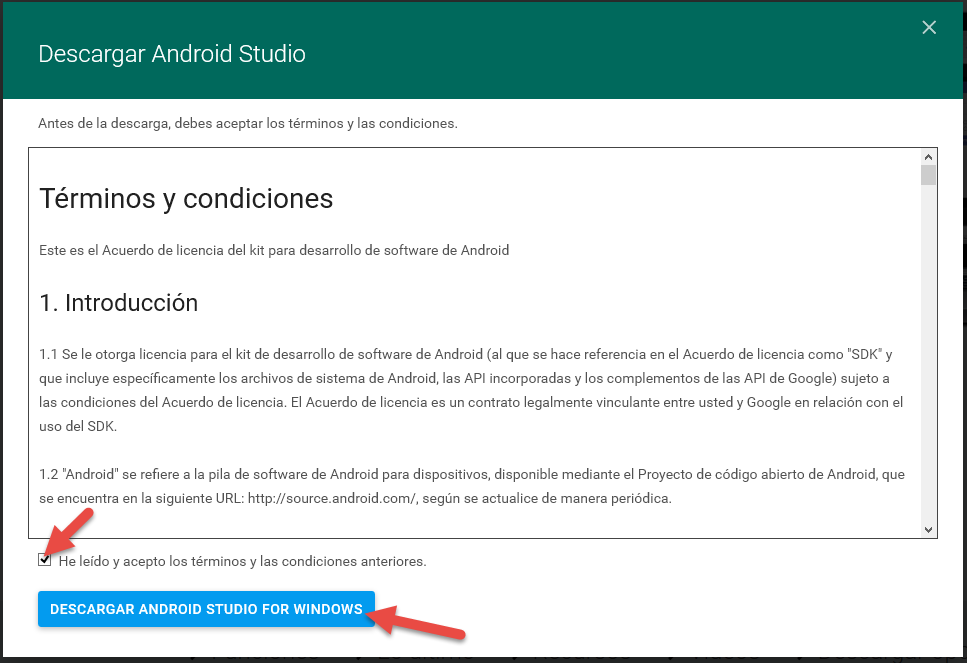 Descargar Android Studio
Antes de la descarga, debes aceptar los términos y las condiciones.
Términos y condiciones
Este es el Acuerdo de licencia del kit para desarrollo de software de Android
1. Introducción
1.1 Se le otorga licencia para el kit de desarrollo de software de Android (al que se hace referencia en el Acuerdo de licencia como "SDK" y
que incluye específicamente los archivos de sistema de Android, las API incorporadas y los complementos de las API de Google) sujeto a
las condiciones del Acuerdo de licencia. El Acuerdo de licencia es un contrato legalmente vinculante entre usted y Google en relación con el
uso del SDK.
1.2 "Android" se refiere a la pila de software de Android para dispositivos, disponible mediante el Proyecto de código abierto de Android, que
se encuentra en la siguiente URL: http://source.android.com/, según se actualice de manera periódica.
He leído y acepto los términos y las condiciones anteriores.
DESCARGAR ANDROID STUDIO FOR WINDOWS